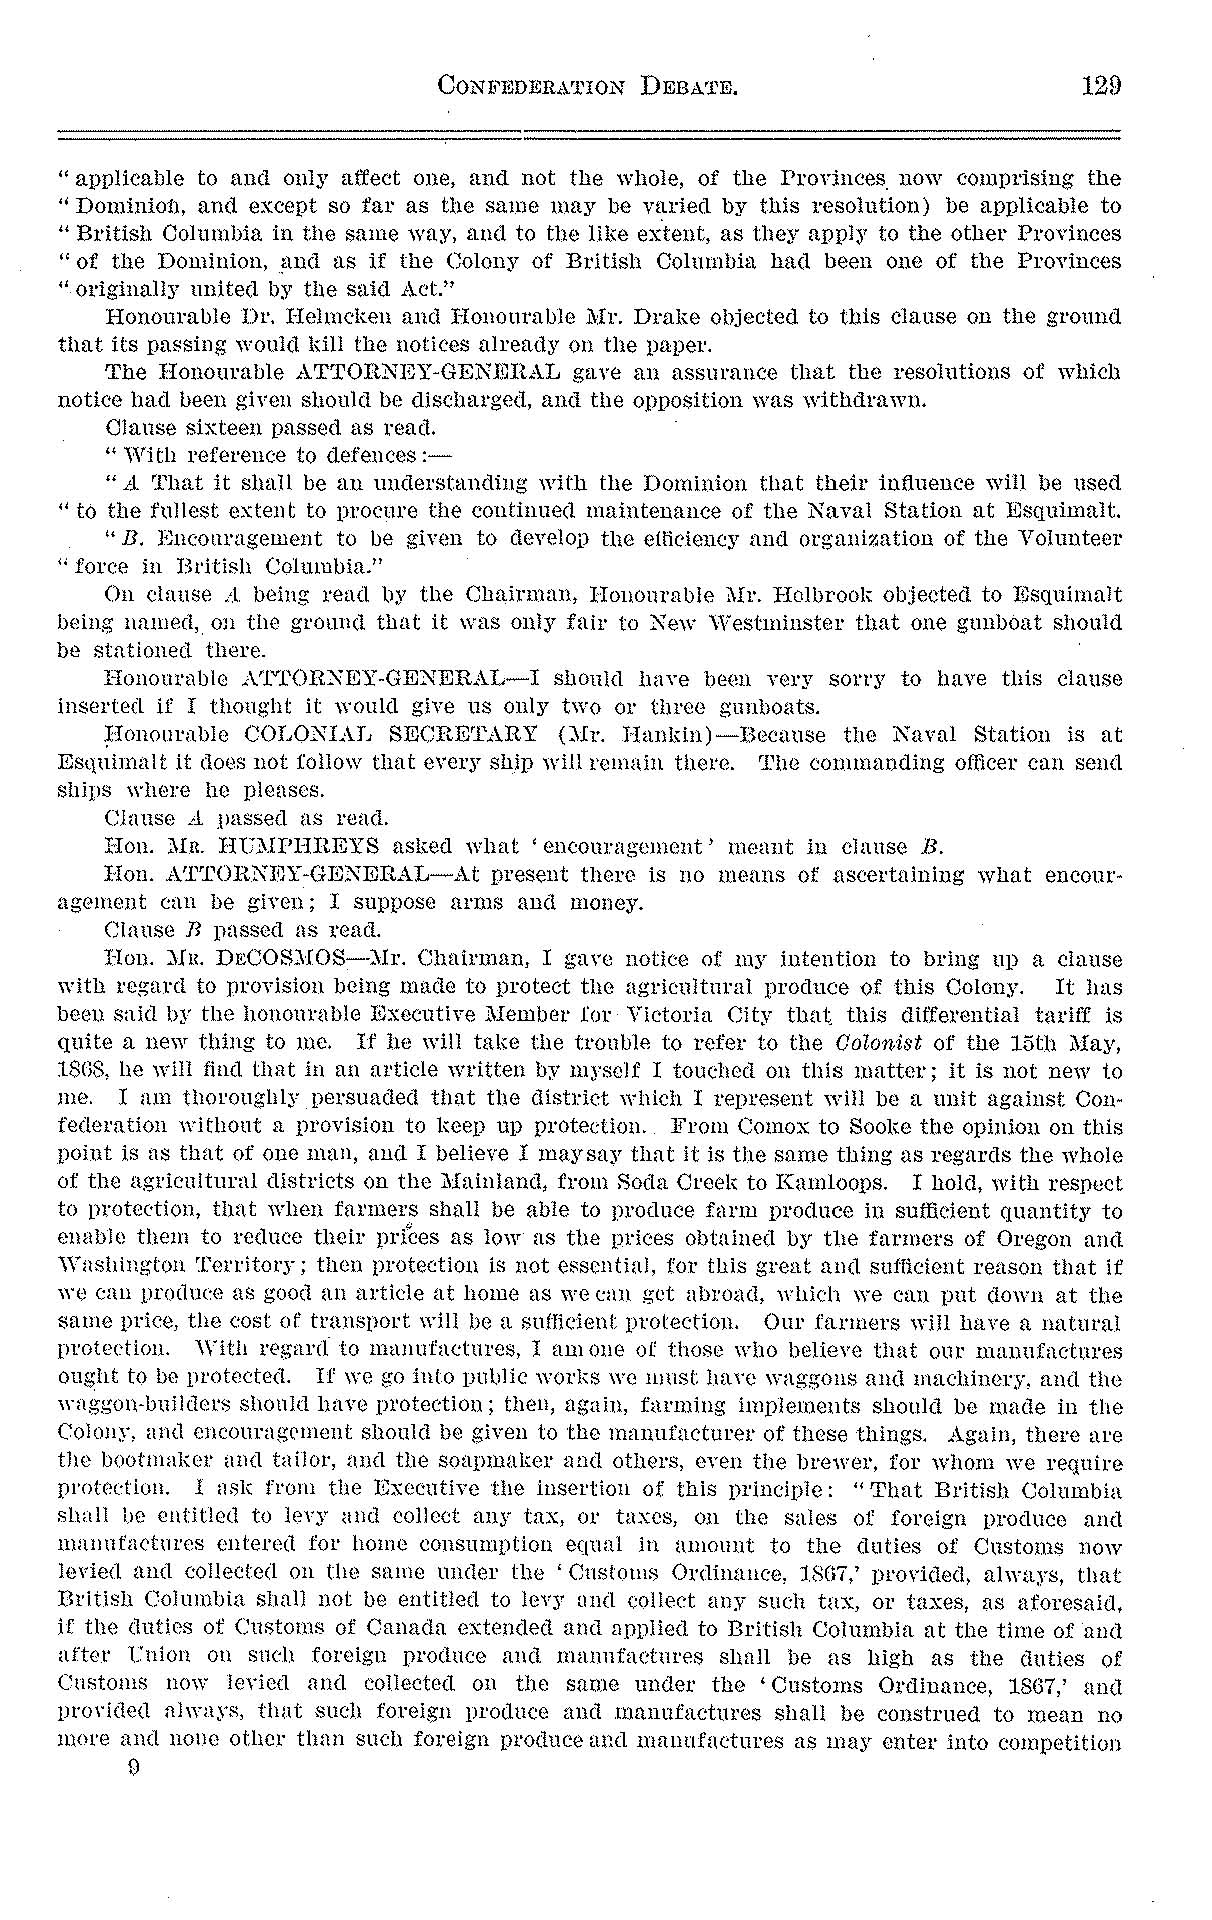 CONFEDERATION DEBATE. 129
“ applicable to and only affect one, and not the whole, of the Provinces now comprising the
“ Dominion, and except so far as the same may be varied by this resolution) be applicable to
“ British Columbia in the same way, and to the like extent, as they apply to the other Provinces
“ of the Dominion, and as if the Colony of British Columbia had been one of the Provinces
“ originally united by the said Act.”
Honourable Dr. Helmcken and Honourable Mr. Drake objected to this clause on the ground
that its passing would kill the notices already on the paper.
The Honourable ATTORNEY-GENERAL gave an assurance that the resolutions of which
notice had been given should be discharged, and the opposition was withdrawn.
Clause sixteen passed as read.
“ With reference to defences:—
“ A That it shall be an understanding with the Dominion that their influence will be used
“ to the fullest extent to procure the continued maintenance of the Naval Station at Esquimalt.
“ B. Encouragement to be given to develop the efficiency and organization of the Volunteer
“ force in British Columbia.”
On clause A being read by the Chairman, Honourable Mr. Holbrook objected to Esquimalt
being named, on the ground that it was only fair to New Westminster that one gunboat should
be stationed there.
Honourable ATTORNEY-GENERAL—I should have been very sorry to have this clause
inserted if I thought it would give us only two or three gunboats.
Honourable COLONIAL SECRETARY (Mr. Hankin)—Because the Naval Station is at
Esquimalt it does not follow that every ship will remain there. The commanding officer can send
ships where he pleases.
Clause A passed as read.
Hon. MR. HUMPHREYS asked what ‘encouragement’ meant in clause B.
Hon. ATTORNEY-GENERAL—At present there is no means of ascertaining what encour-
agement can be given; I suppose arms and money.
Clause B passed as read.
Hon. MR. DECOSMOS—Mr. Chairman, I gave notice of my intention to bring up a clause
with regard to provision being made to protect the agricultural produce of this Colony. It has
been said by the honourable Executive Member for Victoria City that this differential tariff is
quite a new thing to me. If he will take the trouble to refer to the Colonist of the 15th May,
1868, he will find that in an article written by myself I touched on this matter; it is not new to
me. I am thoroughly persuaded that the district which I represent will be a unit against Con-
federation without a provision to keep up protection. From Comox to Sooke the opinion on this
point is as that of one man, and I believe I may say that it is the same thing as regards the whole
of the agricultural districts on the Mainland, from Soda Creek to Kamloops. I hold, with respect
to protection, that when farmers shall be able to produce farm produce in sufficient quantity to
enable them to reduce their prices as low as the prices obtained by the farmers of Oregon and
Washington Territory; then protection is not essential, for this great and sufficient reason that if
we can produce as good an article at home as we can get abroad, which we can put down at the
same price, the cost of transport will be a sufficient protection. Our farmers will have a natural
protection. With regard to manufactures, I am one of those who believe that our manufactures
ought to be protected. If we go into public works we must have waggons and machinery, and the
waggon-builders should have protection; then, again, farming implements should be made in the
Colony, and encouragement should be given to the manufacturer of these things. Again, there are
the bootmaker and tailor, and the soapmaker and others, even the brewer, for whom we require
protection. I ask from the Executive the insertion of this principle: “That British Columbia
shall be entitled to levy and collect any tax, or taxes, on the sales of foreign produce and
manufactures entered for home consumption equal in amount to the duties of Customs now
levied and collected on the same under the ‘Customs Ordinance, 1867,’ provided, always, that
British Columbia shall not be entitled to levy and collect any such tax, or taxes, as aforesaid,
if the duties of Customs of Canada extended and applied to British Columbia at the time of and
after Union on such foreign produce and manufactures shall be as high as the duties of
Customs now levied and collected on the same under the ‘Customs Ordinance, 1867,’ and
provided always, that such foreign produce and manufactures shall be construed to mean no
more and none other than such foreign produce and manufactures as may enter into competition
9